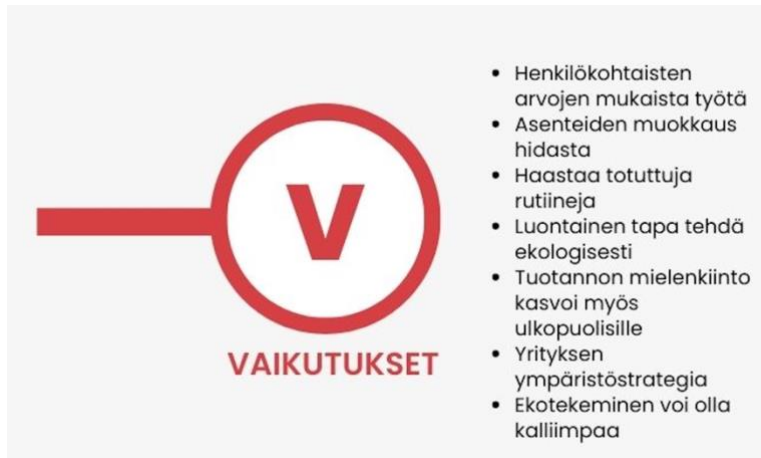 V
VAIKUTUKSET
• Henkilökohtaisten
arvojen mukaista työtä
• Asenteiden muokkaus
hidasta
• Haastaa totuttuja
rutiineja
• Luontainen tapa tehdä
ekologisesti
• Tuotannon mielenkiinto
kasvoi myös
ulkopuolisille
• Yrityksen
ympäristöstrategia
• Ekotekeminen voi olla
kalliimpaa